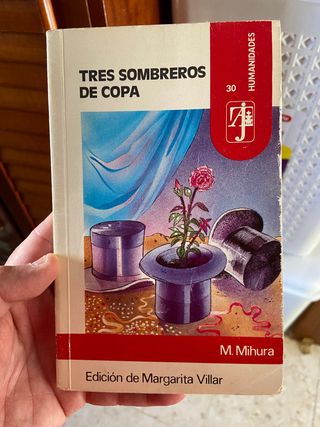 TRES SOMBREROS
DE COPA
30
HUMANIDADES
M. Mihura
Edición de Margarita Villar